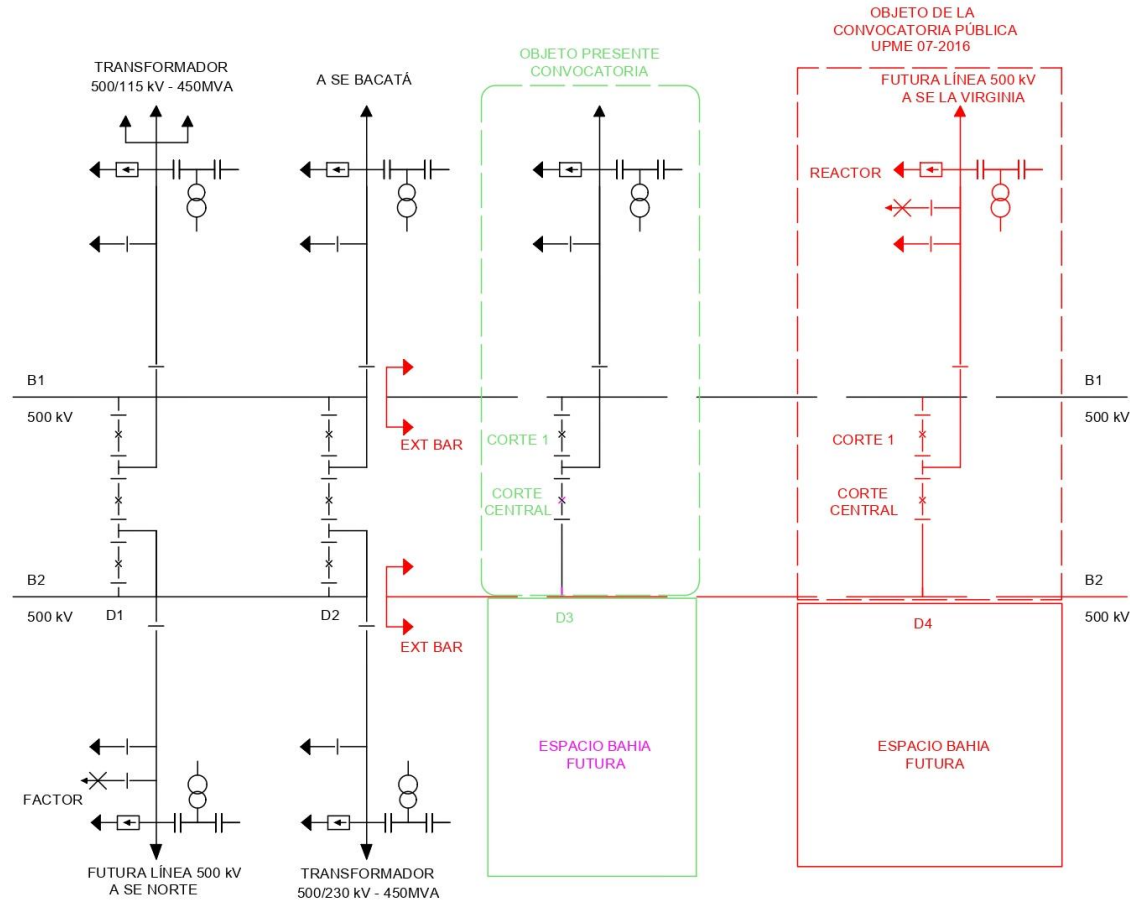 OBJETO DE LA
CONVOCATORIA PÚBLICA
UPME 07-2016
TRANSFORMADOR
500/115 kV - 450MVA
A SE BACATÁ
OBJETO PRESENTE
CONVOCATORIA
FUTURA LÍNEA 500 kV
A SE LA VIRGINIA
REACTOR
B1
500 kV
EXT BAR
CORTE 1
CORTE
CENTRAL
CORTE 1
CORTE
CENTRAL
B1
500 kV
B2
500 kV
D1
D2
EXT BAR
D3
D4
B2
500 kV
ESPACIO BAHIA
FUTURA
ESPACIO BAHIA
FUTURA
FACTOR
FUTURA LÍNEA 500 kV
A SE NORTE
TRANSFORMADOR
500/230 kV - 450MVA